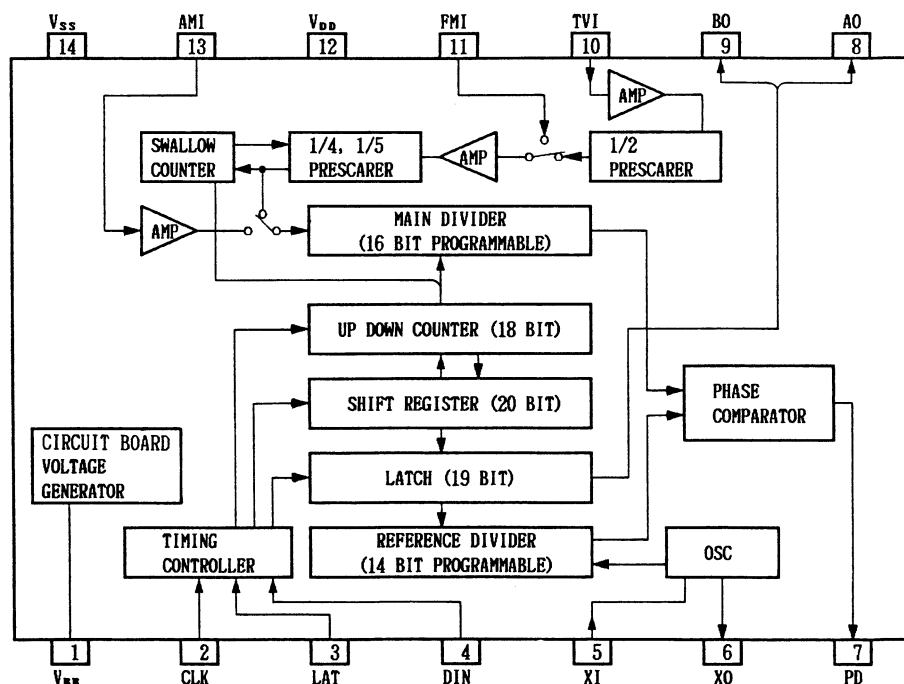 VSS AMI VDD FMI TVI BO AO
14 13 12 11 10 9 8
AMP
SWALLOW
COUNTER
1/4, 1/5
PRESCARER
AMP
1/2
PRESCARER
AMP
MAIN DIVIDER
(16 BIT PROGRAMMABLE)
UP DOWN COUNTER (18 BIT)
SHIFT REGISTER (20 BIT)
PHASE
COMPARATOR
CIRCUIT BOARD
VOLTAGE
GENERATOR
LATCH (19 BIT)
TIMING
CONTROLLER
REFERENCE DIVIDER
(14 BIT PROGRAMMABLE)
OSC
1 2 3 4 5 6 7
CLK LAT DIN XI XO PD